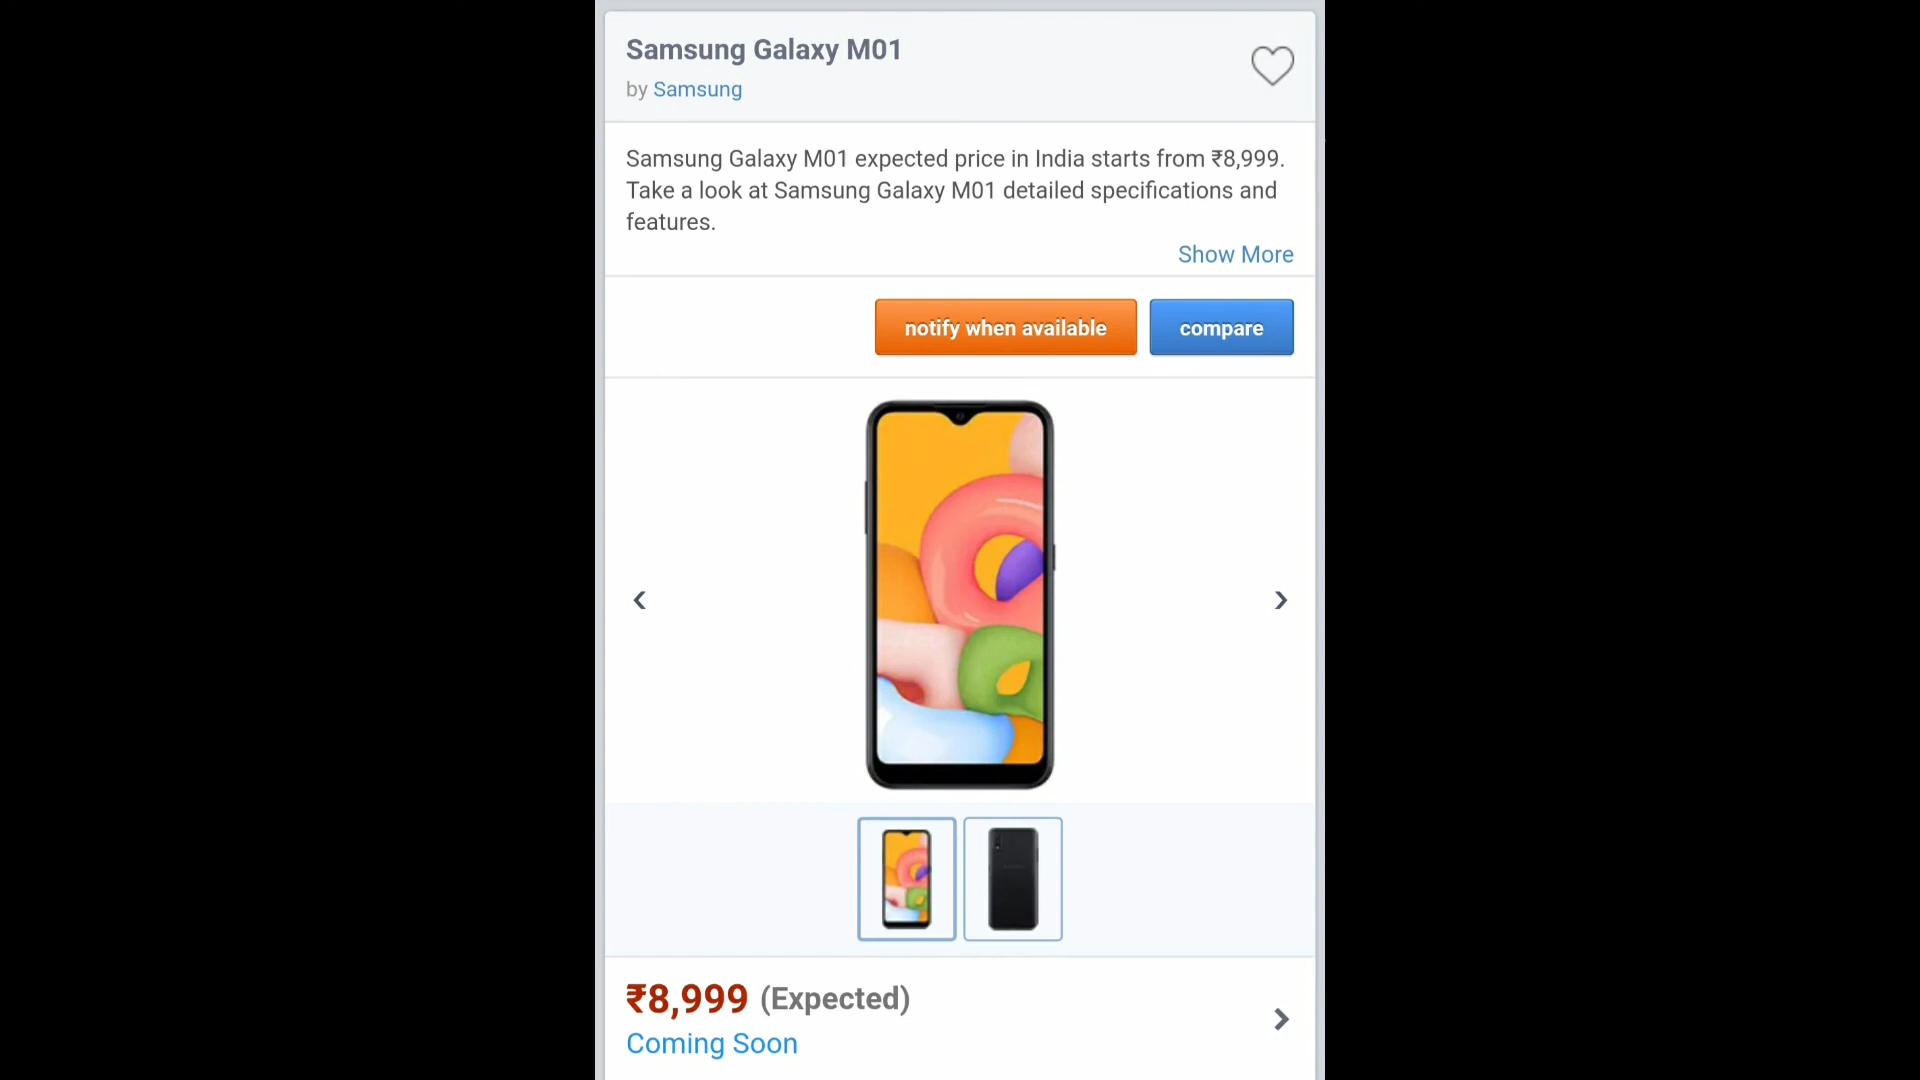 Samsung Galaxy M01
by Samsung
Samsung Galaxy M01 expected price in India starts from ₹8,999.
Take a look at Samsung Galaxy M01 detailed specifications and
features.
Show More
notify when available
compare
₹8,999 (Expected)
Coming Soon